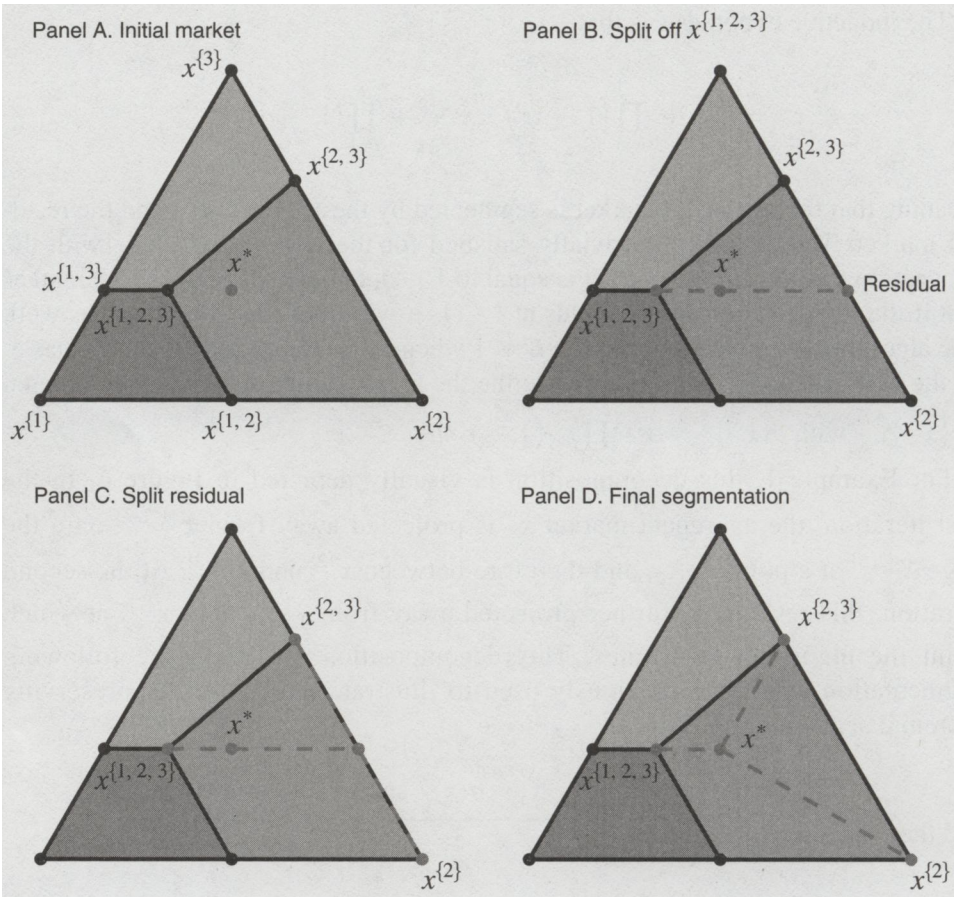 Panel A. Initial market
x^{3}
x^{2, 3}
x^{1, 3}
x*
x^{1, 2, 3}
x^{1}
x^{1, 2}
x^{2}
Panel B. Split off x^{1, 2, 3}
x^{2, 3}
x*
Residual
x^{1, 2, 3}
x^{2}
Panel C. Split residual
x^{2, 3}
x*
x^{1, 2, 3}
x^{2}
Panel D. Final segmentation
x^{2, 3}
x*
x^{1, 2, 3}
x^{2}